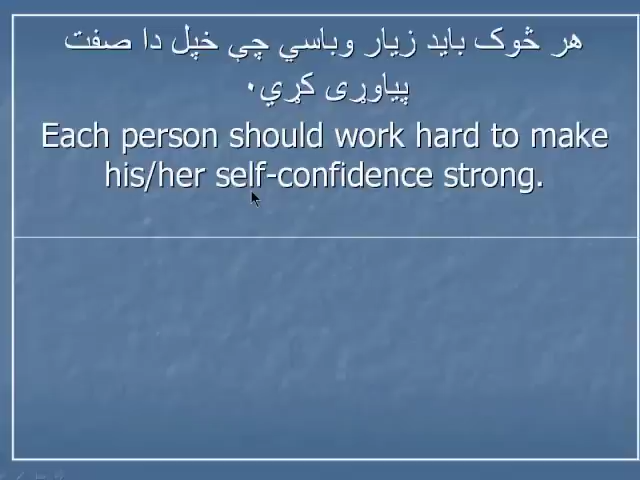 هر څوک باید زیار وباسي چې خپل دا صفت
پیاوړی کړي۰
Each person should work hard to make
his/her self-confidence strong.